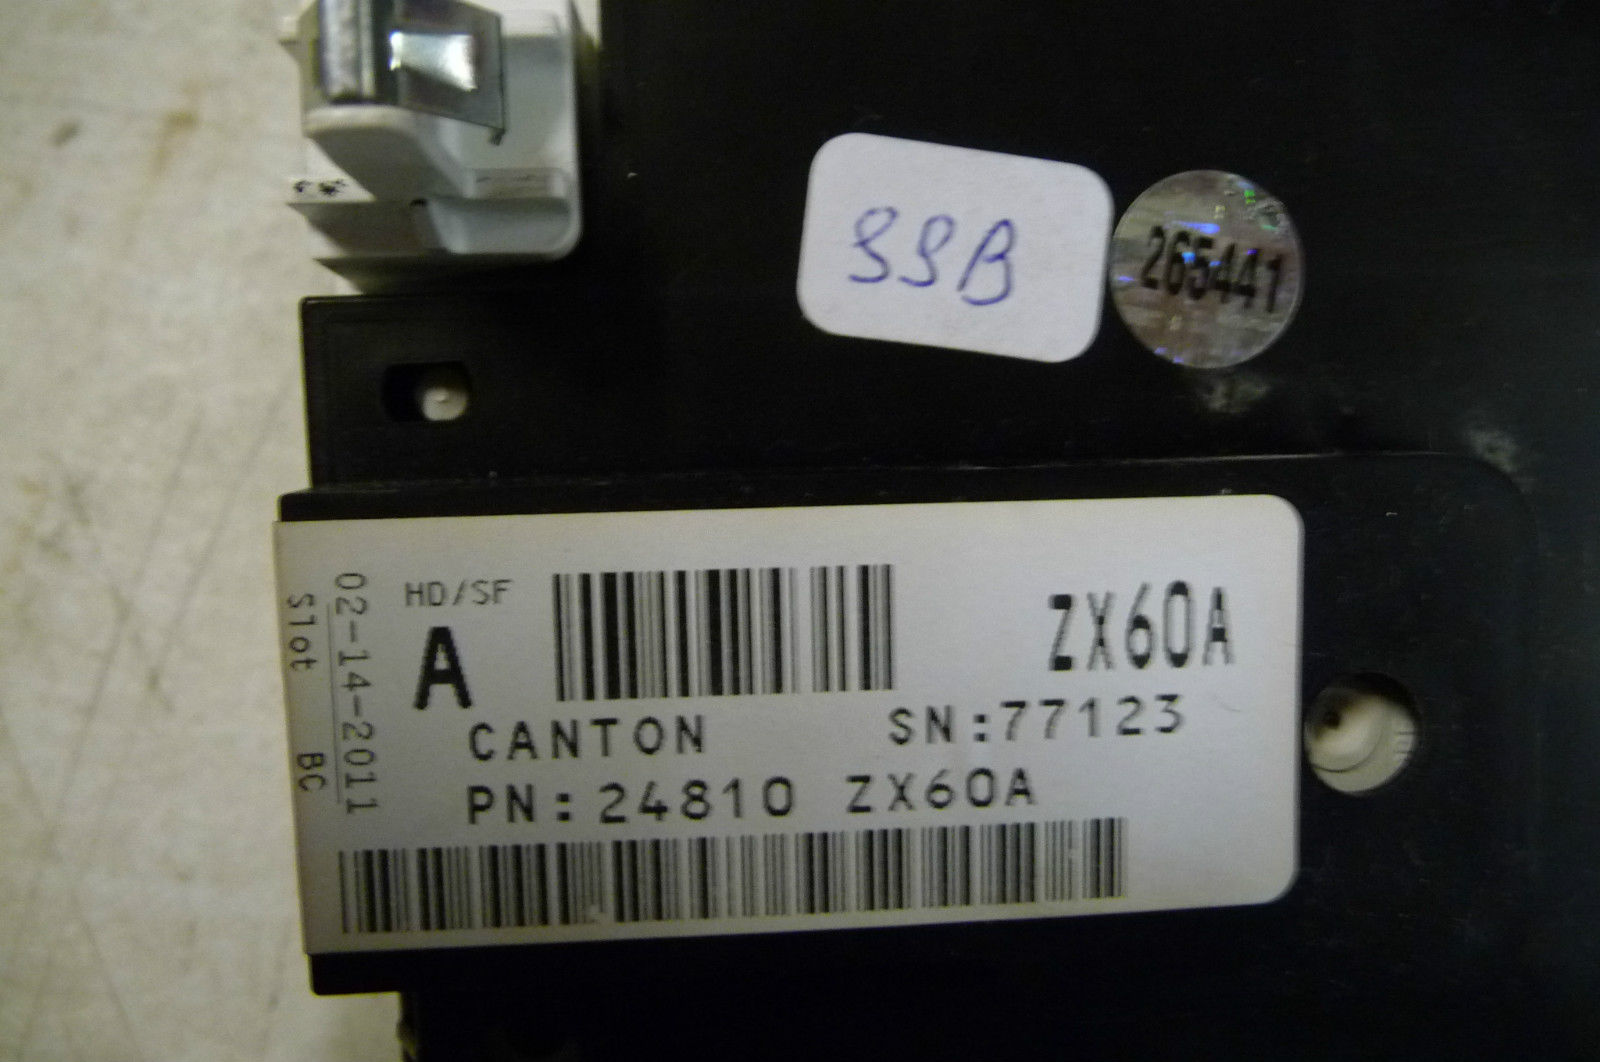 SSB
265441
HD/SF
A
ZX60A
CANTON SN:77123
PN:24810 ZX60A
02-14-2011
Slot BC